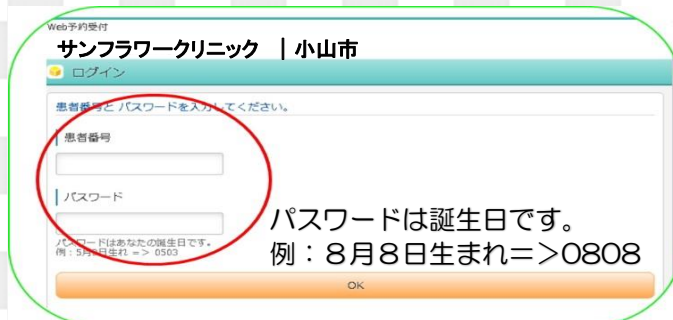 Web予約受付
サンフラワークリニック |小山市
ログイン
患者番号と パスワードを入力してください。
患者番号
パスワード
パスワードはあなたの誕生日です。
例：5月3日生まれ => 0503
パスワードは誕生日です。
例：８月８日生まれ＝＞0808
OK